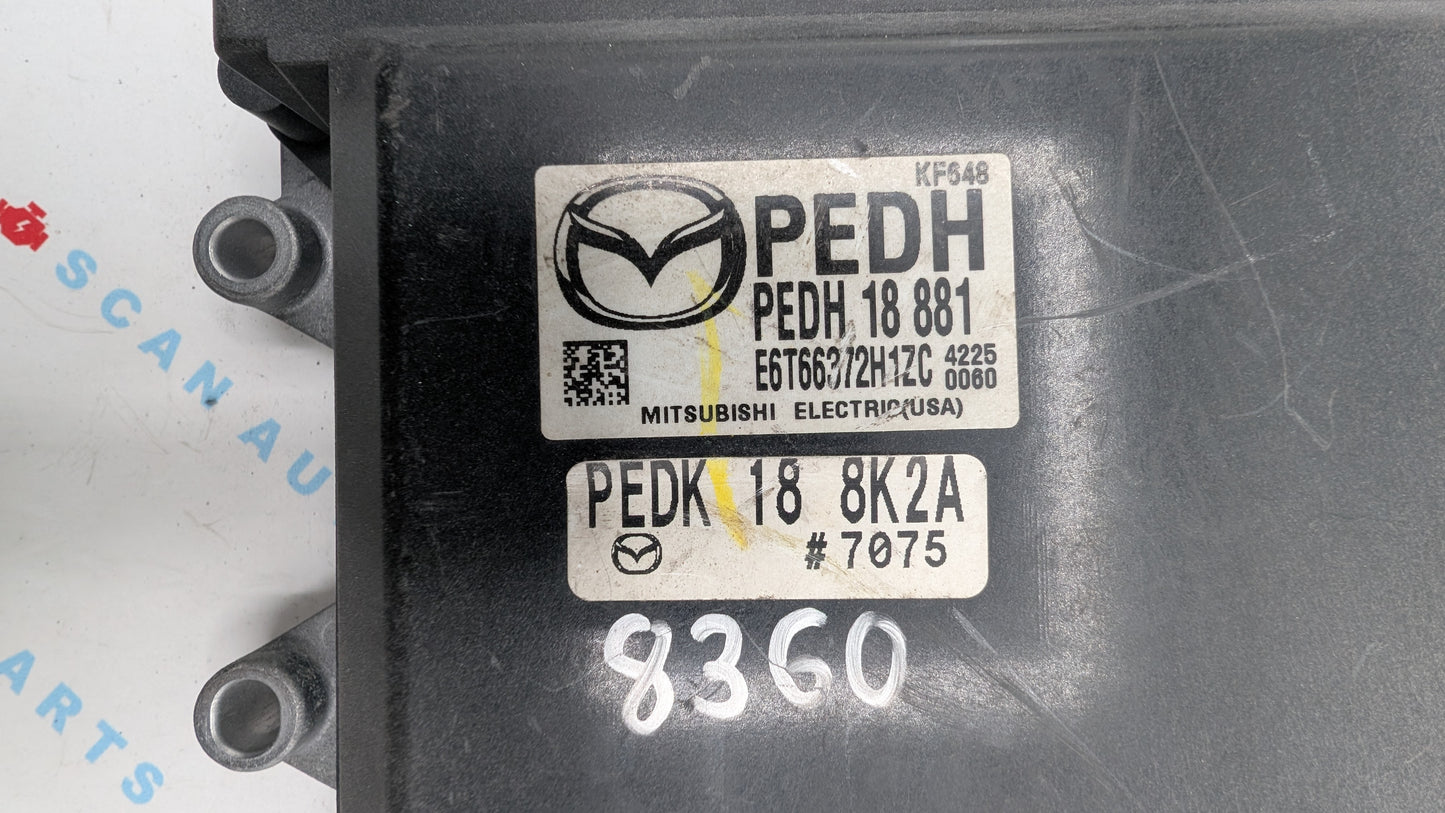 KF648
PEDH
PEDH 18 881
E6T66372H1ZC 4225
0060
MITSUBISHI ELECTRIC(USA)
PEDK 18 8K2A
#7075
8360
SCAN AU
ARTS